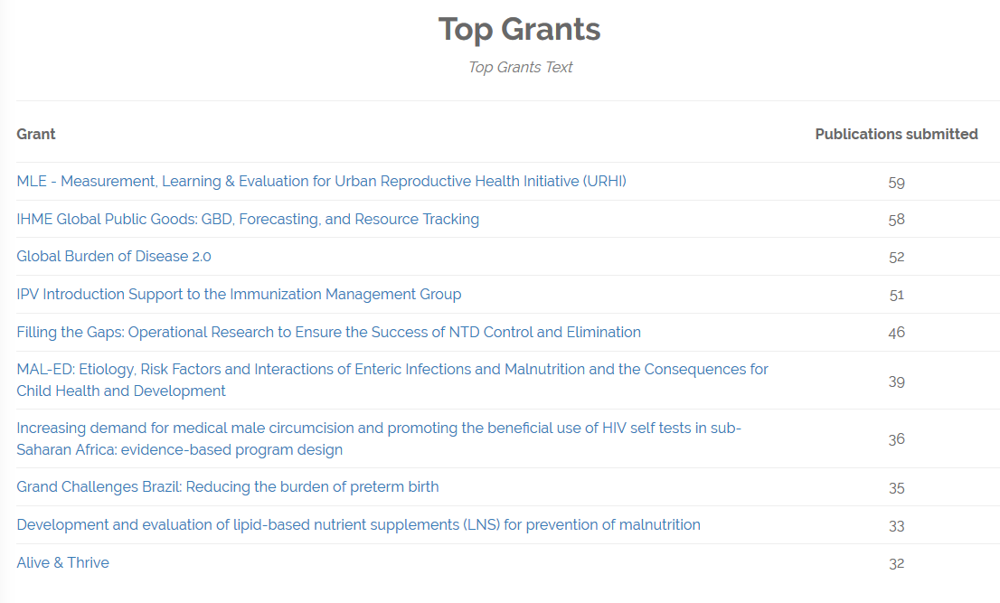 Top Grants
Top Grants Text
Grant Publications submitted
MLE - Measurement, Learning & Evaluation for Urban Reproductive Health Initiative (URHI) 59
IHME Global Public Goods: GBD, Forecasting, and Resource Tracking 58
Global Burden of Disease 2.0 52
IPV Introduction Support to the Immunization Management Group 51
Filling the Gaps: Operational Research to Ensure the Success of NTD Control and Elimination 46
MAL-ED: Etiology, Risk Factors and Interactions of Enteric Infections and Malnutrition and the Consequences for
Child Health and Development 39
Increasing demand for medical male circumcision and promoting the beneficial use of HIV self tests in sub-
Saharan Africa: evidence-based program design 36
Grand Challenges Brazil: Reducing the burden of preterm birth 35
Development and evaluation of lipid-based nutrient supplements (LNS) for prevention of malnutrition 33
Alive & Thrive 32